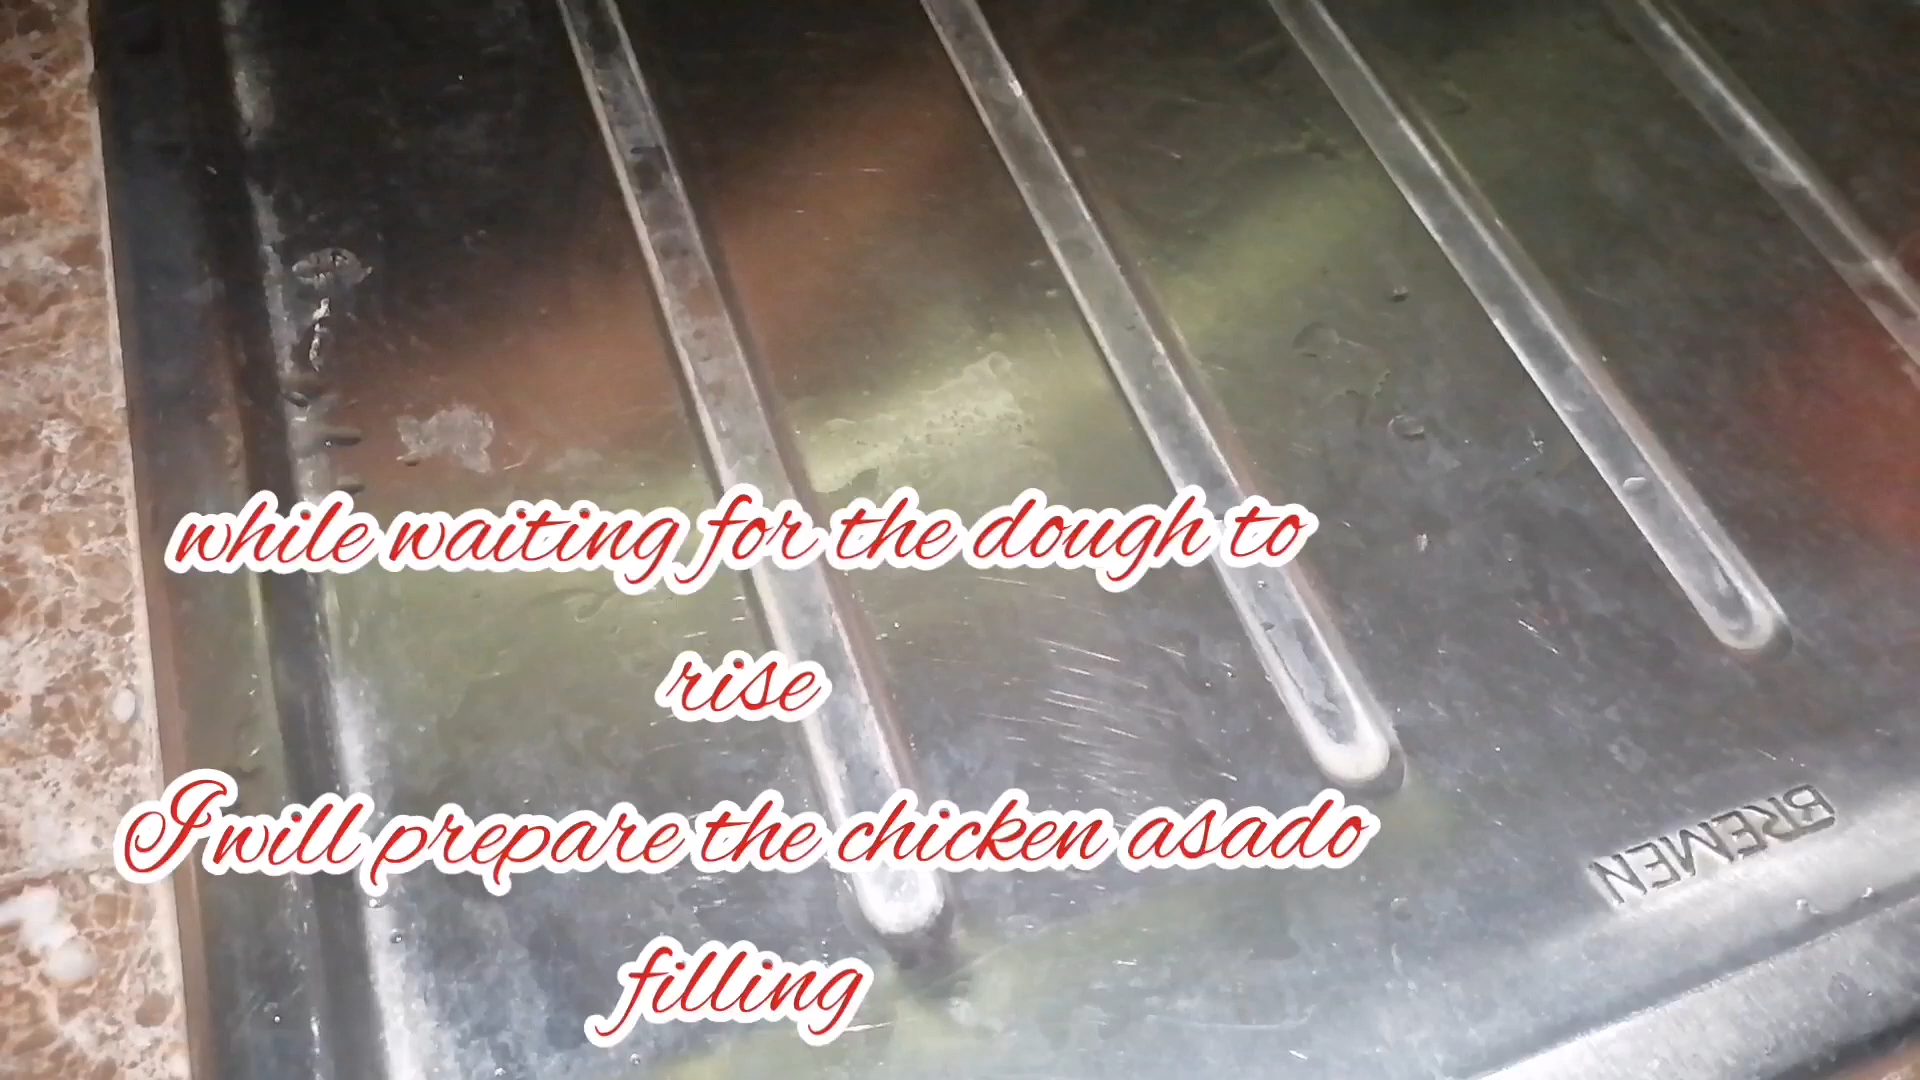 while waiting for the dough to
rise
I will prepare the chicken asado
filling
BREMEN